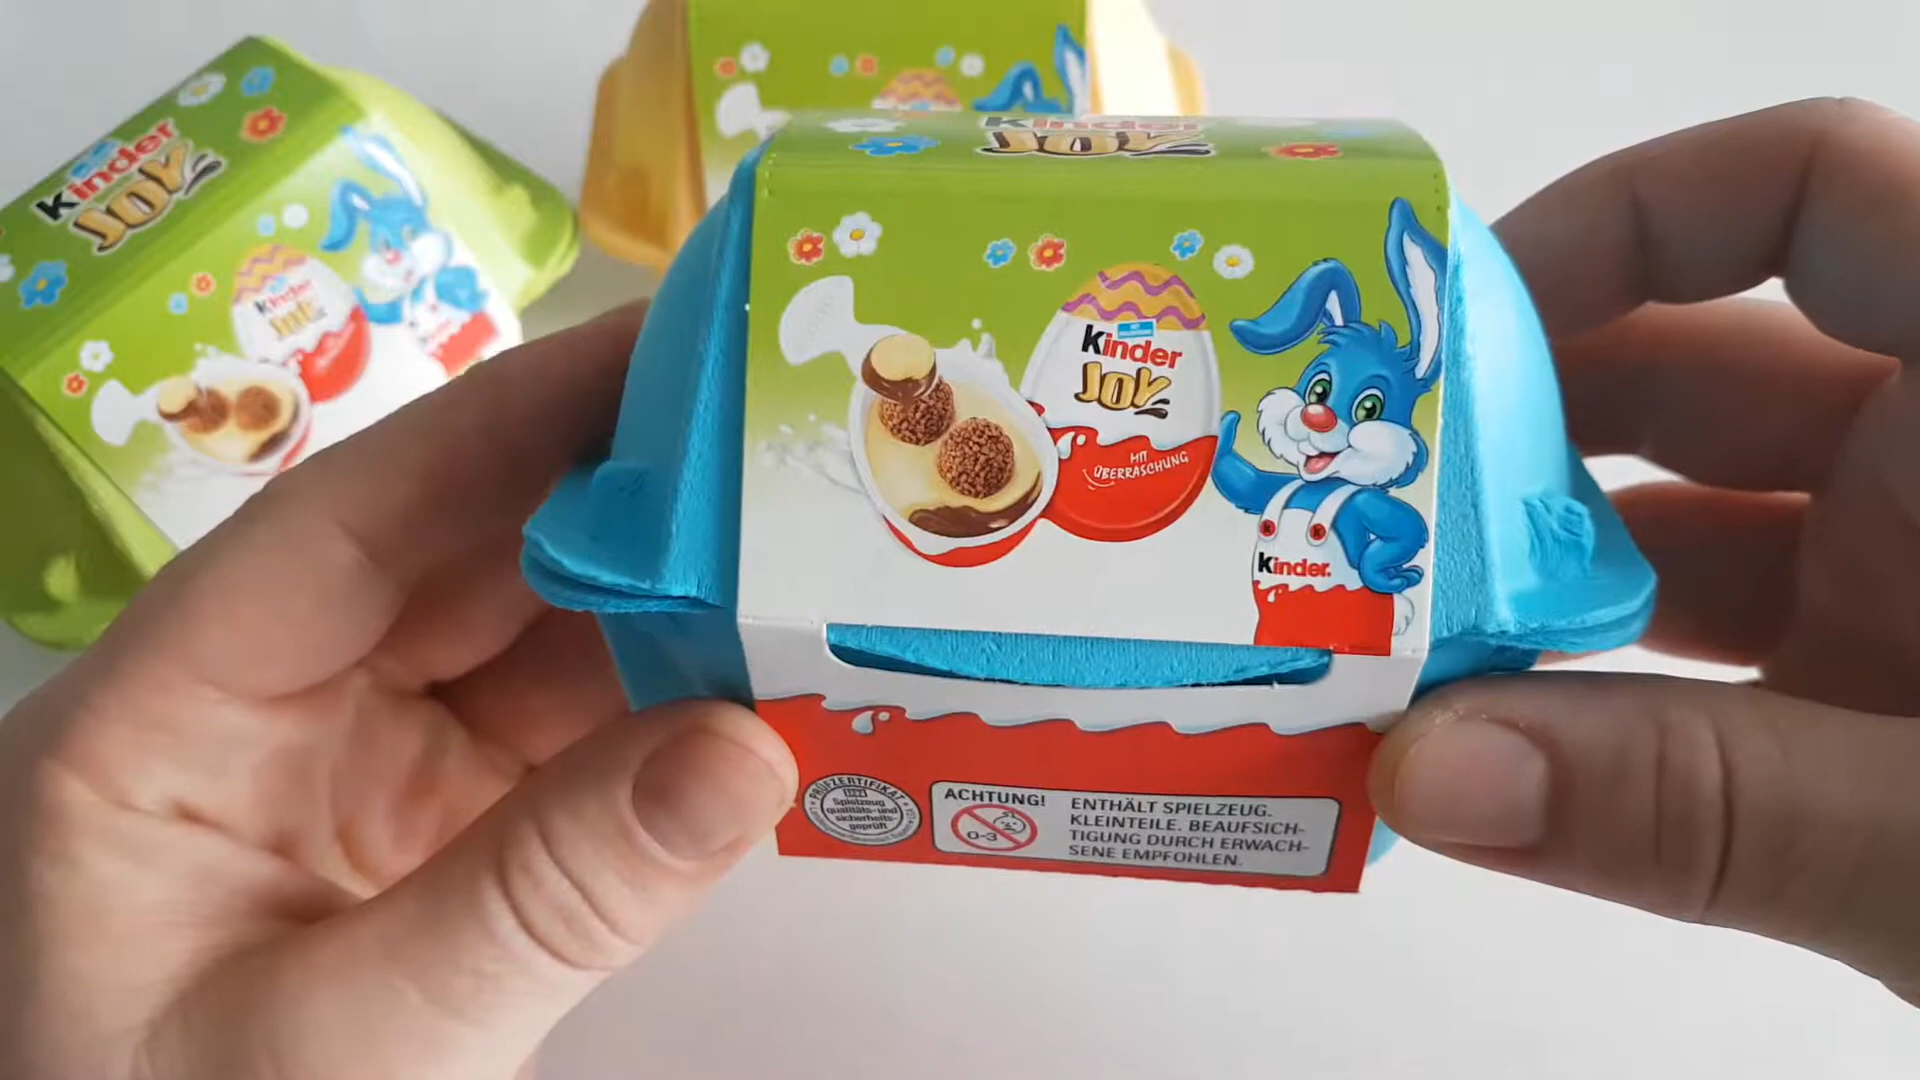 kinder
JOY
kinder
JOY
kinder
JOY
kinder
JOY
MIT
ÜBERRASCHUNG
kinder.
PRÜFZERTIFIKAT
Spielzeug
qualitäts- und
sicherheits-
geprüft
ACHTUNG!
0-3
ENTHÄLT SPIELZEUG.
KLEINTEILE. BEAUFSICH-
TIGUNG DURCH ERWACH-
SENE EMPFOHLEN.